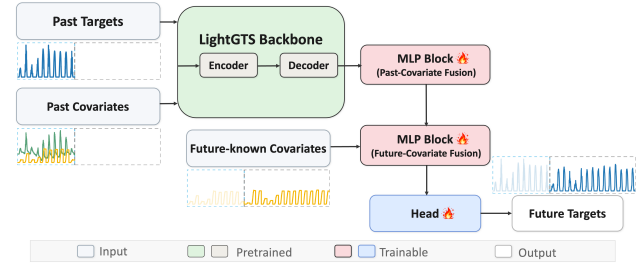 Past Targets
LightGTS Backbone
Encoder
Decoder
MLP Block
(Past-Covariate Fusion)
Past Covariates
Future-known Covariates
MLP Block
(Future-Covariate Fusion)
Head
Future Targets
Input
Pretrained
Trainable
Output